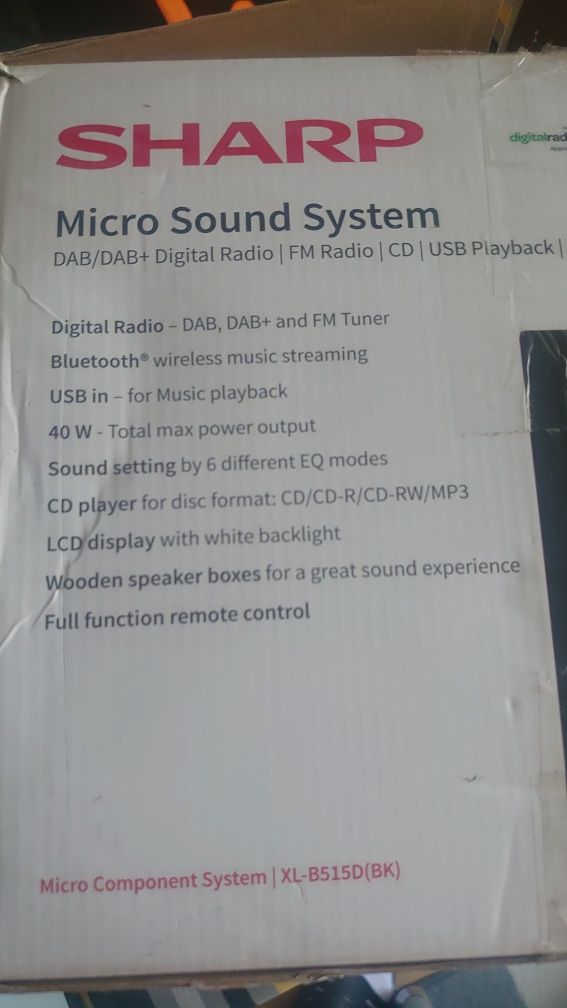 SHARP
digitalrad
Micro Sound System
DAB/DAB+ Digital Radio | FM Radio | CD | USB Playback |
Digital Radio – DAB, DAB+ and FM Tuner
Bluetooth® wireless music streaming
USB in – for Music playback
40 W - Total max power output
Sound setting by 6 different EQ modes
CD player for disc format: CD/CD-R/CD-RW/MP3
LCD display with white backlight
Wooden speaker boxes for a great sound experience
Full function remote control
Micro Component System | XL-B515D(BK)